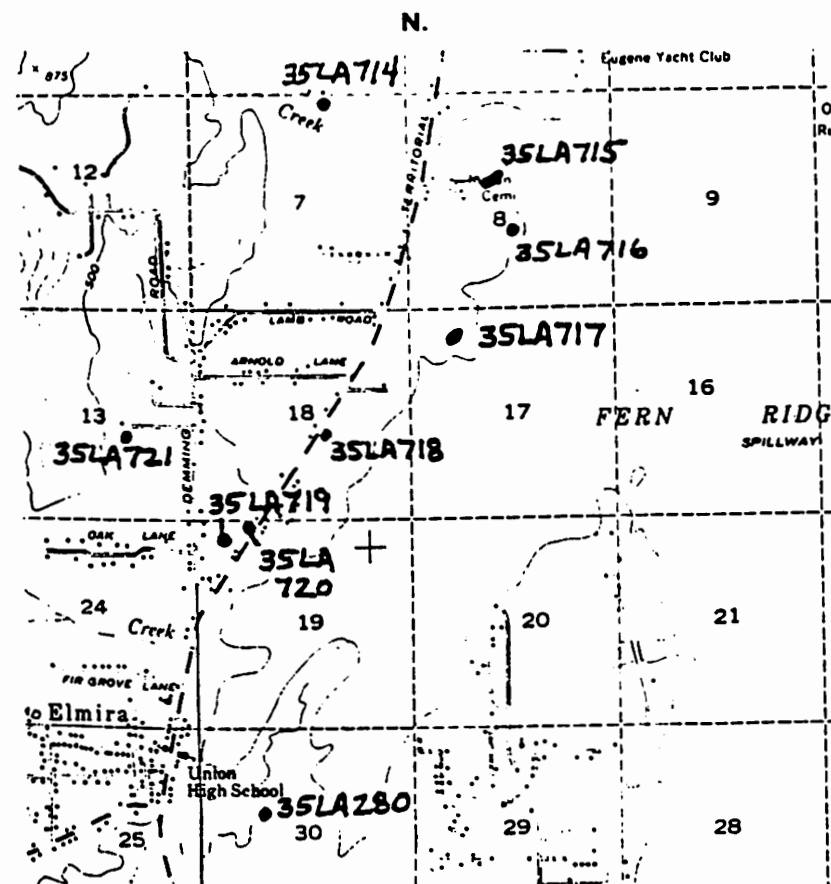 N.
Eugene Yacht Club
x 875
35LA714
Creek
TERRITORIAL
35LA715
12
7
Cem
8
9
35LA716
500
ROAD
LAMB ROAD
35LA717
ARNOLD LANE
16
13
18
17
FERN RIDG
SPILLWAY
35LA721
35LA718
DEMMING
35LA719
OAK LANE
35LA
720
24
Creek
19
20
21
FIR GROVE LANE
Elmira
Union
High School
35LA280
25
30
29
28